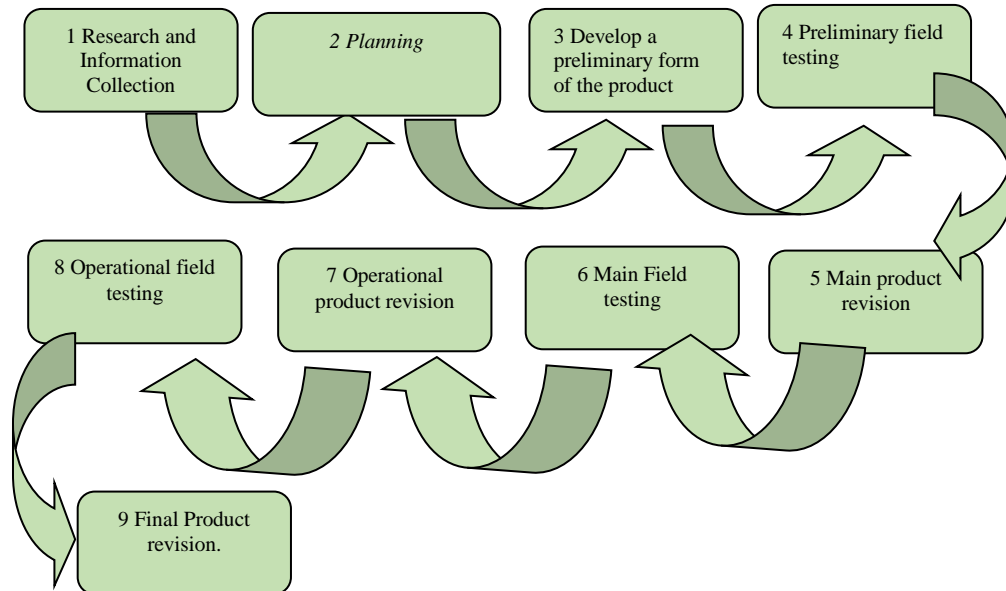 1 Research and
Information
Collection
2 Planning
3 Develop a
preliminary form
of the product
4 Preliminary field
testing
5 Main product
revision
6 Main Field
testing
7 Operational
product revision
8 Operational field
testing
9 Final Product
revision.